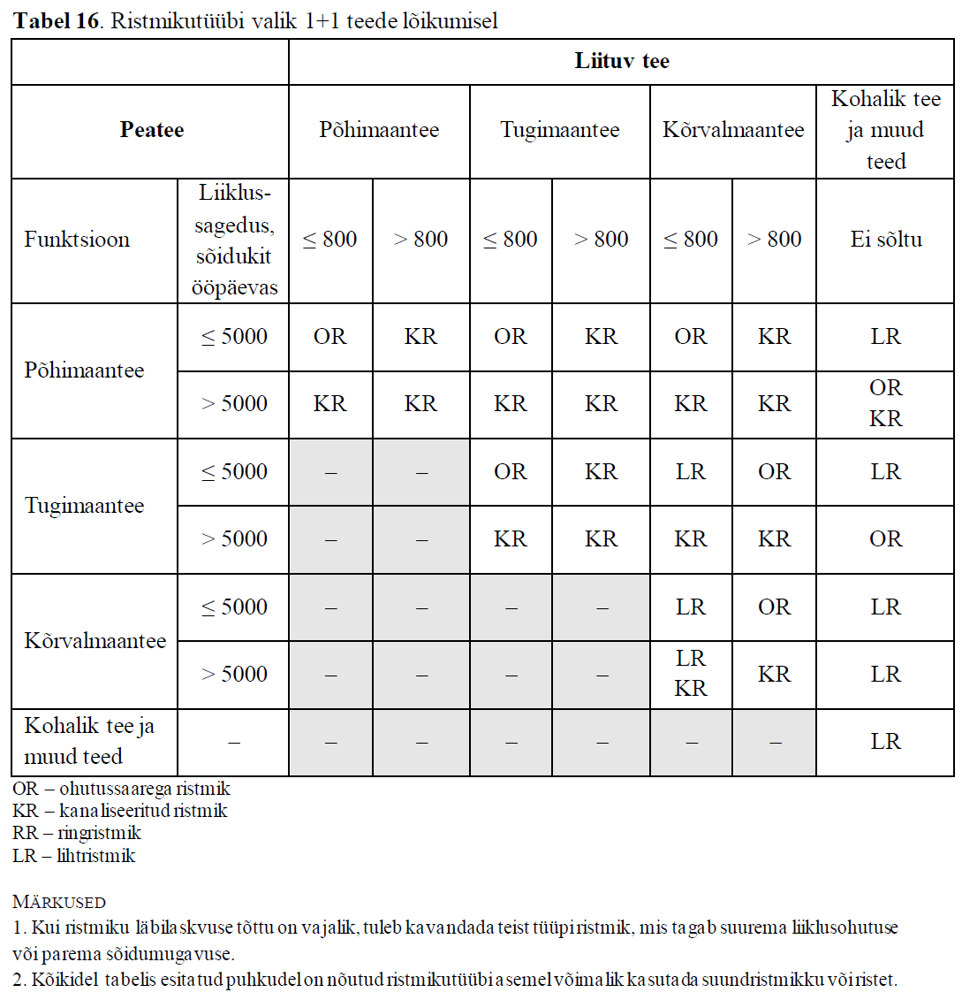 Tabel 16. Ristmikutüübi valik 1+1 teede lõikumisel
Liituv tee
Peatee Põhimaantee Tugimaantee Kõrvalmaantee Kohalik tee
ja muud
teed
Funktsioon Liiklus-
sagedus,
sõidukit
ööpäevas ≤ 800 > 800 ≤ 800 > 800 ≤ 800 > 800 Ei sõltu
Põhimaantee ≤ 5000 OR KR OR KR OR KR LR
> 5000 KR KR KR KR KR KR OR
KR
Tugimaantee ≤ 5000 – – OR KR LR OR LR
> 5000 – – KR KR KR KR OR
Kõrvalmaantee ≤ 5000 – – – – LR OR LR
> 5000 – – – – LR
KR KR LR
Kohalik tee ja
muud teed – – – – – – – LR
OR – ohutussaarega ristmik
KR – kanaliseeritud ristmik
RR – ringristmik
LR – lihtristmik
MÄRKUSED
1. Kui ristmiku läbilaskvuse tõttu on vajalik, tuleb kavandada teist tüüpi ristmik, mis tagab suurema liiklusohutuse
või parema sõidumugavuse.
2. Kõikidel tabelis esitatud puhkudel on nõutud ristmikutüübi asemel võimalik kasutada suundristmikku või ristet.